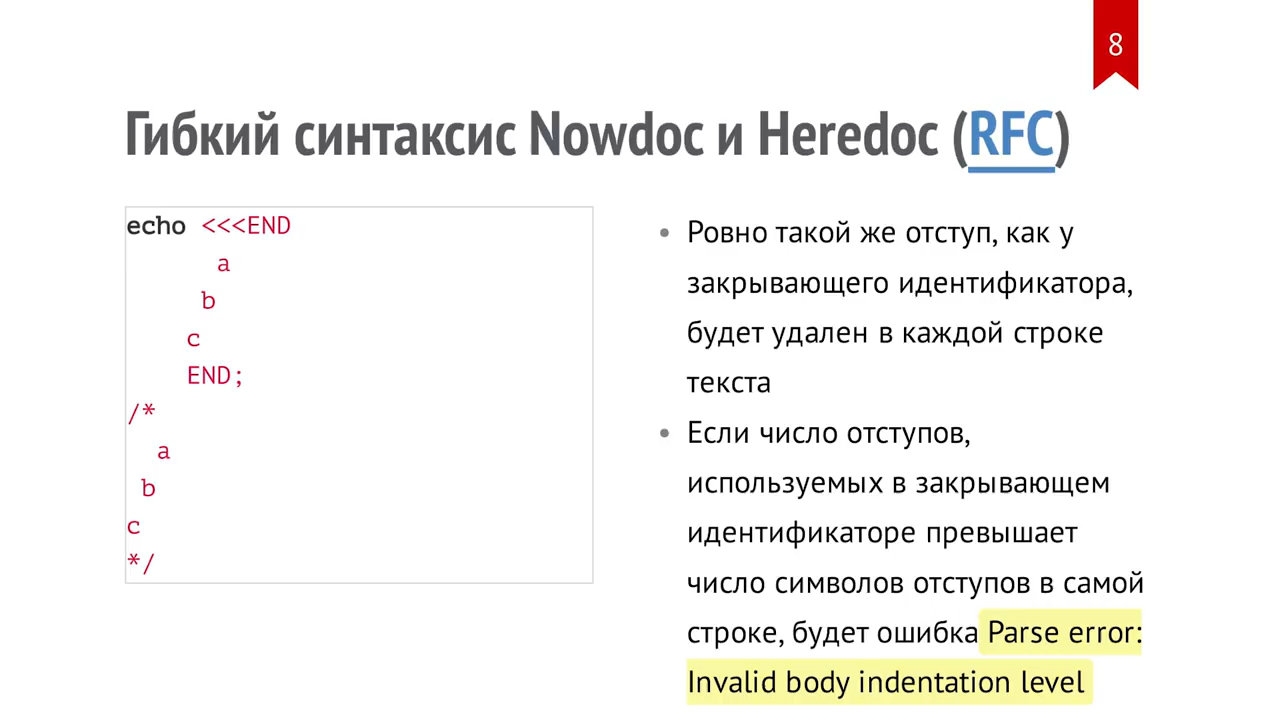 8
Гибкий синтаксис Nowdoc и Heredoc (RFC)
echo <<<END
      a
     b
    c
    END;
/*
  a
 b
c
*/
• Ровно такой же отступ, как у
закрывающего идентификатора,
будет удален в каждой строке
текста
• Если число отступов,
используемых в закрывающем
идентификаторе превышает
число символов отступов в самой
строке, будет ошибка Parse error:
Invalid body indentation level